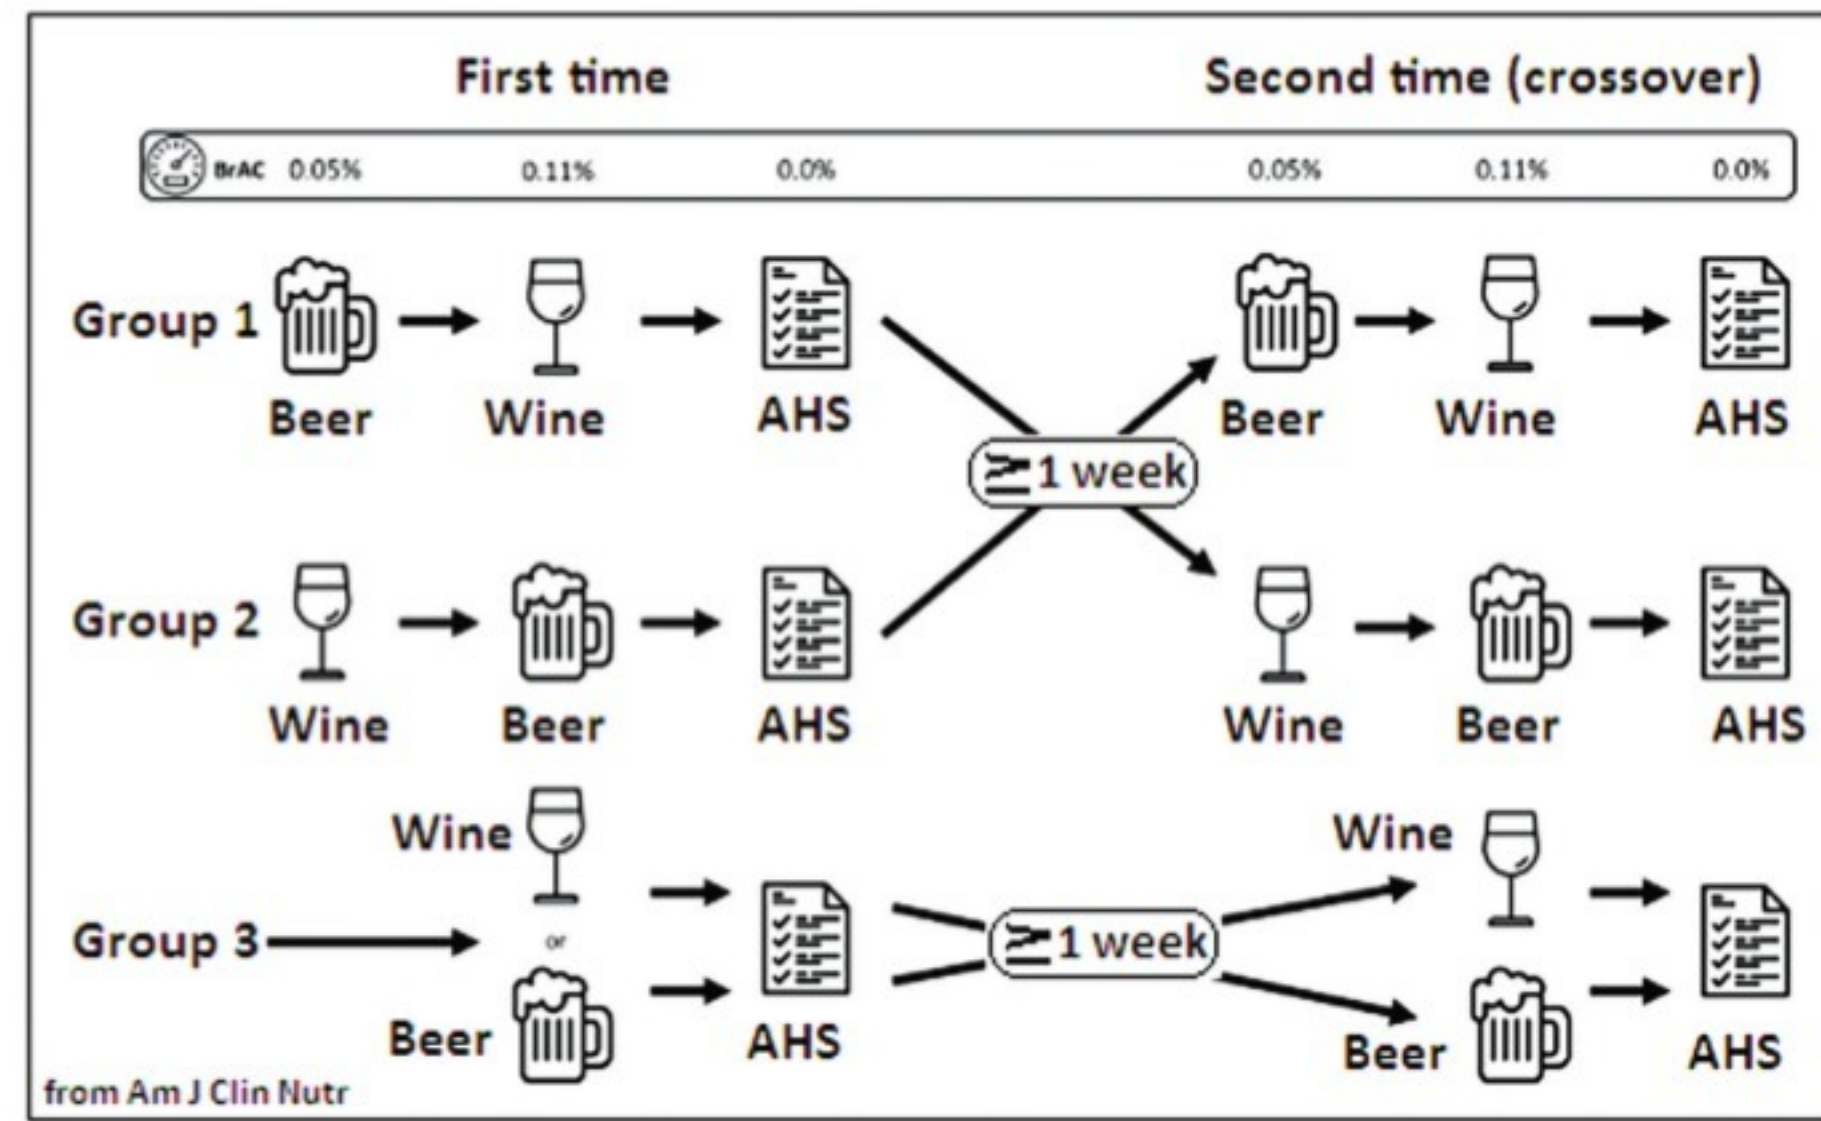 First time Second time (crossover)
BrAC 0.05% 0.11% 0.0% 0.05% 0.11% 0.0%
Group 1
Beer Wine AHS Beer Wine AHS
≥ 1 week
Group 2
Wine Beer AHS Wine Beer AHS
Wine Wine
Group 3 or ≥ 1 week
Beer AHS Beer AHS
from Am J Clin Nutr